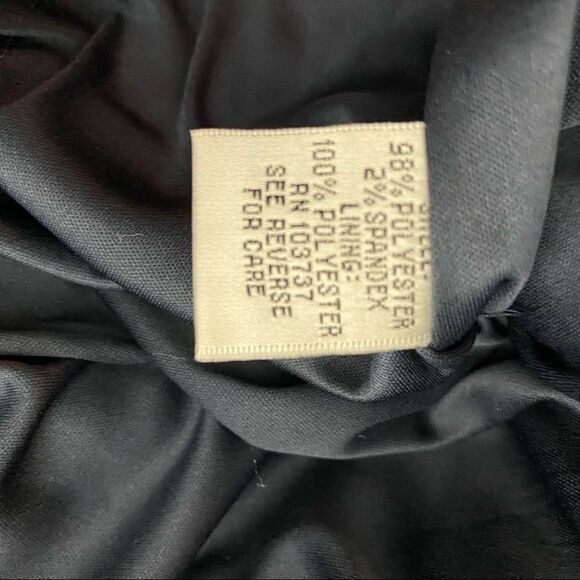 98% POLYESTER
2% SPANDEX
LINING:
100% POLYESTER
RN 103737
SEE REVERSE
FOR CARE